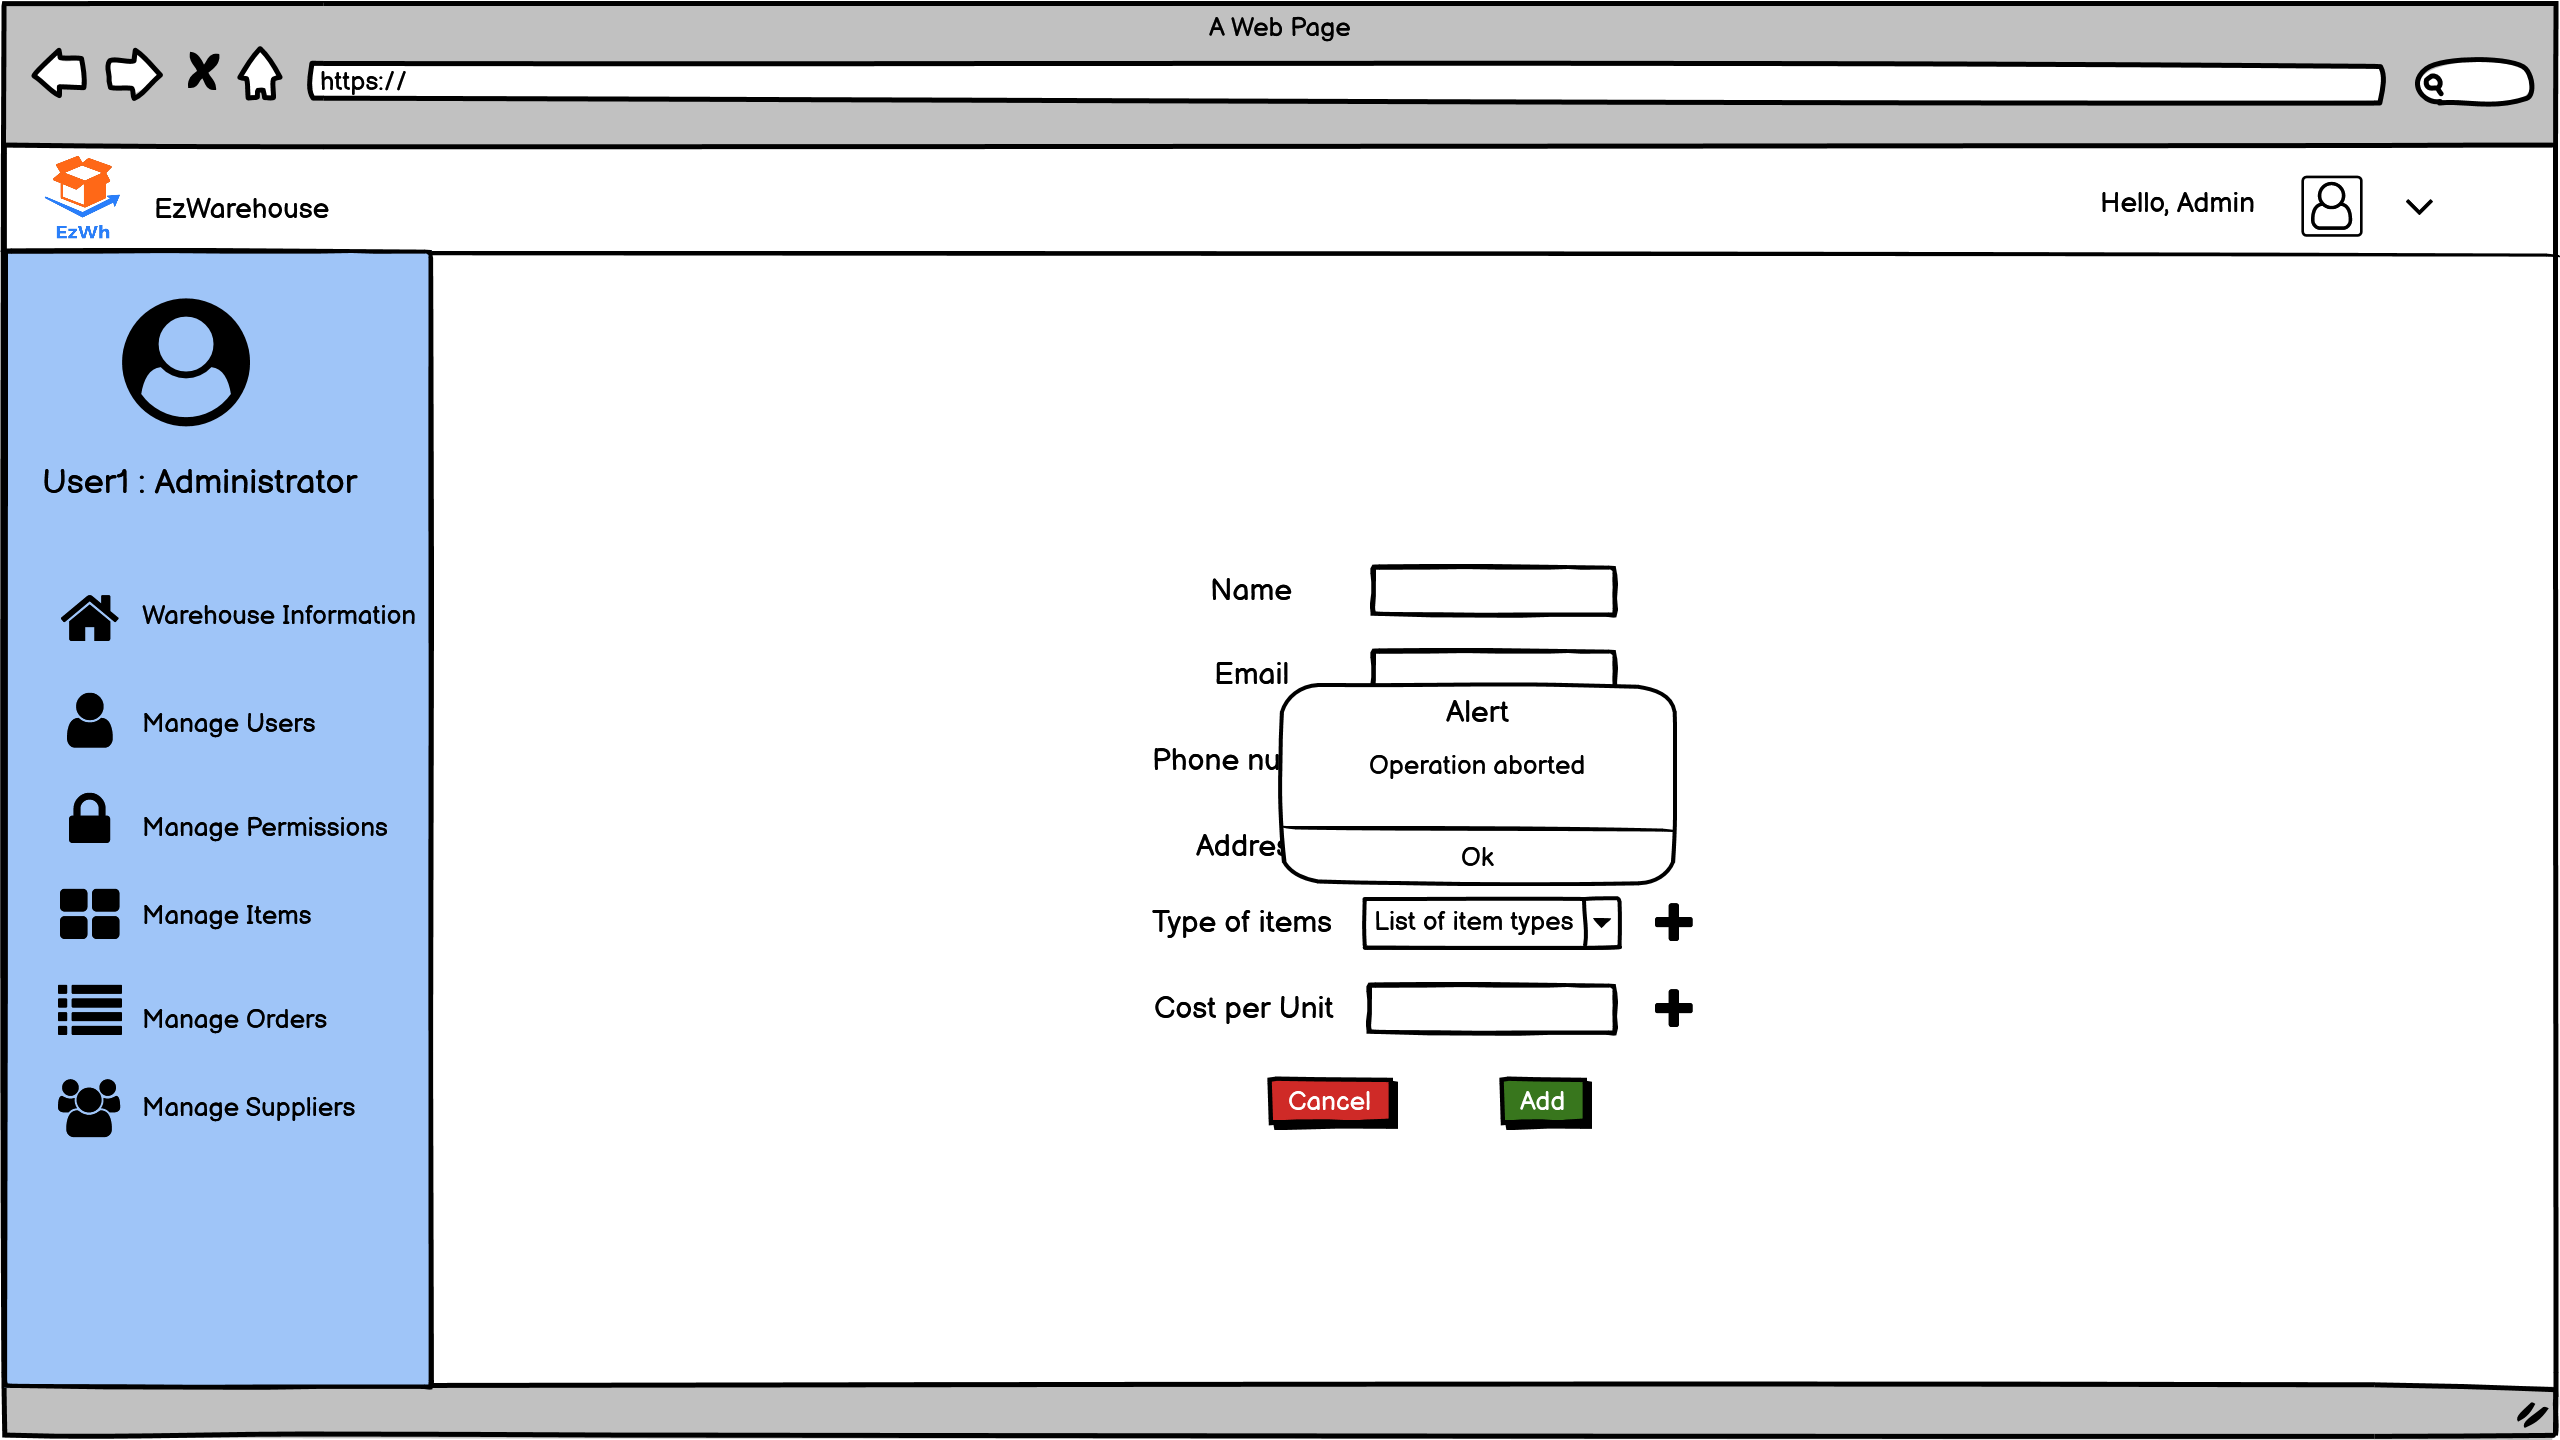 A Web Page
https://
EzWh
EzWarehouse
Hello, Admin
User1 : Administrator
Warehouse Information
Manage Users
Manage Permissions
Manage Items
Manage Orders
Manage Suppliers
Name
Email
Alert
Phone nu
Operation aborted
Addres
Ok
Type of items
List of item types
Cost per Unit
Cancel
Add